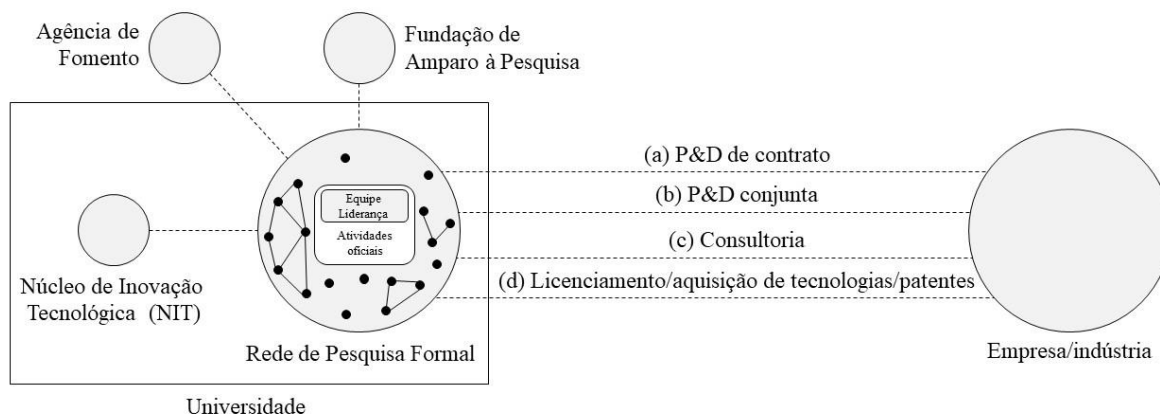 Agência de
Fomento
Fundação de
Amparo à Pesquisa
(a) P&D de contrato
(b) P&D conjunta
(c) Consultoria
(d) Licenciamento/aquisição de tecnologias/patentes
Equipe
Liderança
Atividades
oficiais
Núcleo de Inovação
Tecnológica (NIT)
Rede de Pesquisa Formal
Empresa/indústria
Universidade